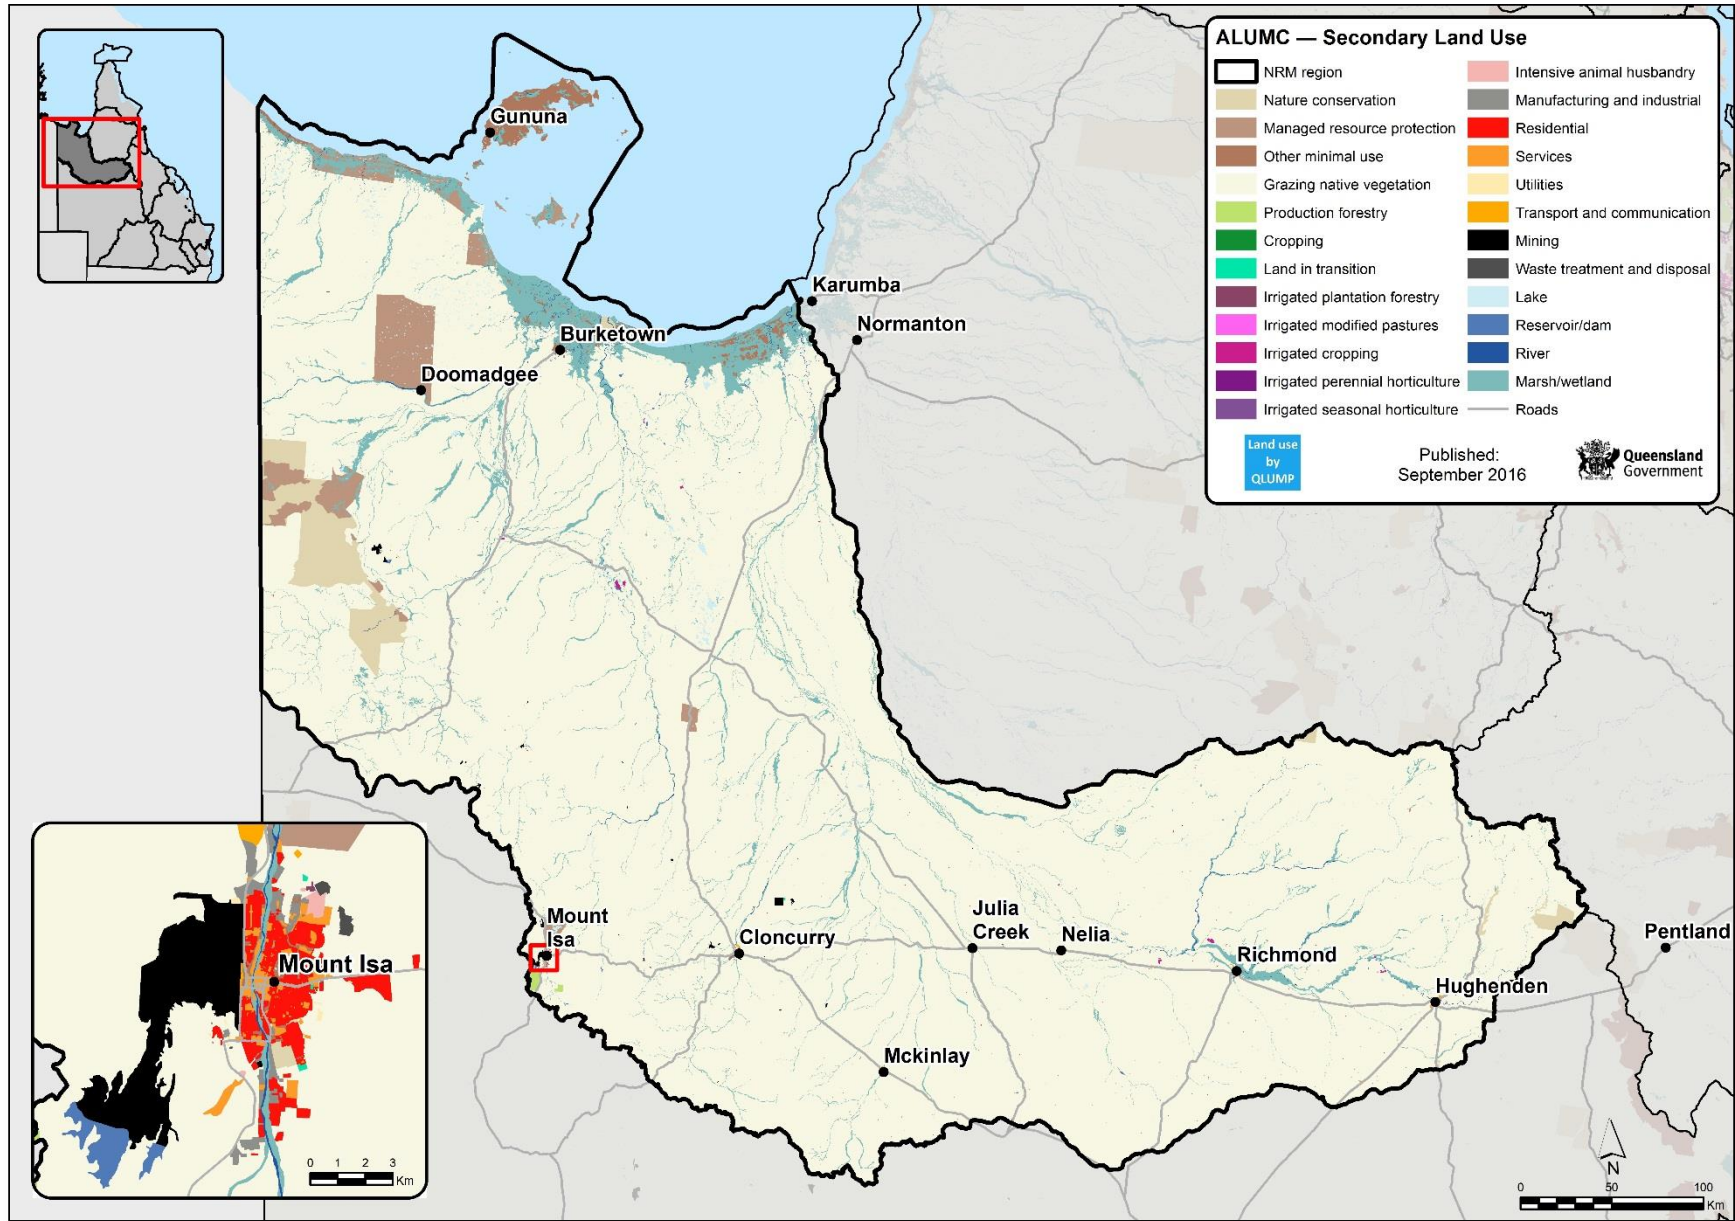 ALUMC — Secondary Land Use
NRM region
Nature conservation
Managed resource protection
Other minimal use
Grazing native vegetation
Production forestry
Cropping
Land in transition
Irrigated plantation forestry
Irrigated modified pastures
Irrigated cropping
Irrigated perennial horticulture
Irrigated seasonal horticulture
Intensive animal husbandry
Manufacturing and industrial
Residential
Services
Utilities
Transport and communication
Mining
Waste treatment and disposal
Lake
Reservoir/dam
River
Marsh/wetland
Roads
Land use
by
QLUMP
Published:
September 2016
Queensland
Government
Gununa
Karumba
Normanton
Burketown
Doomadgee
Mount
Isa
Cloncurry
Julia
Creek
Nelia
Richmond
Hughenden
Pentland
Mckinlay
Mount Isa
0 1 2 3
Km
N
0 50 100
Km